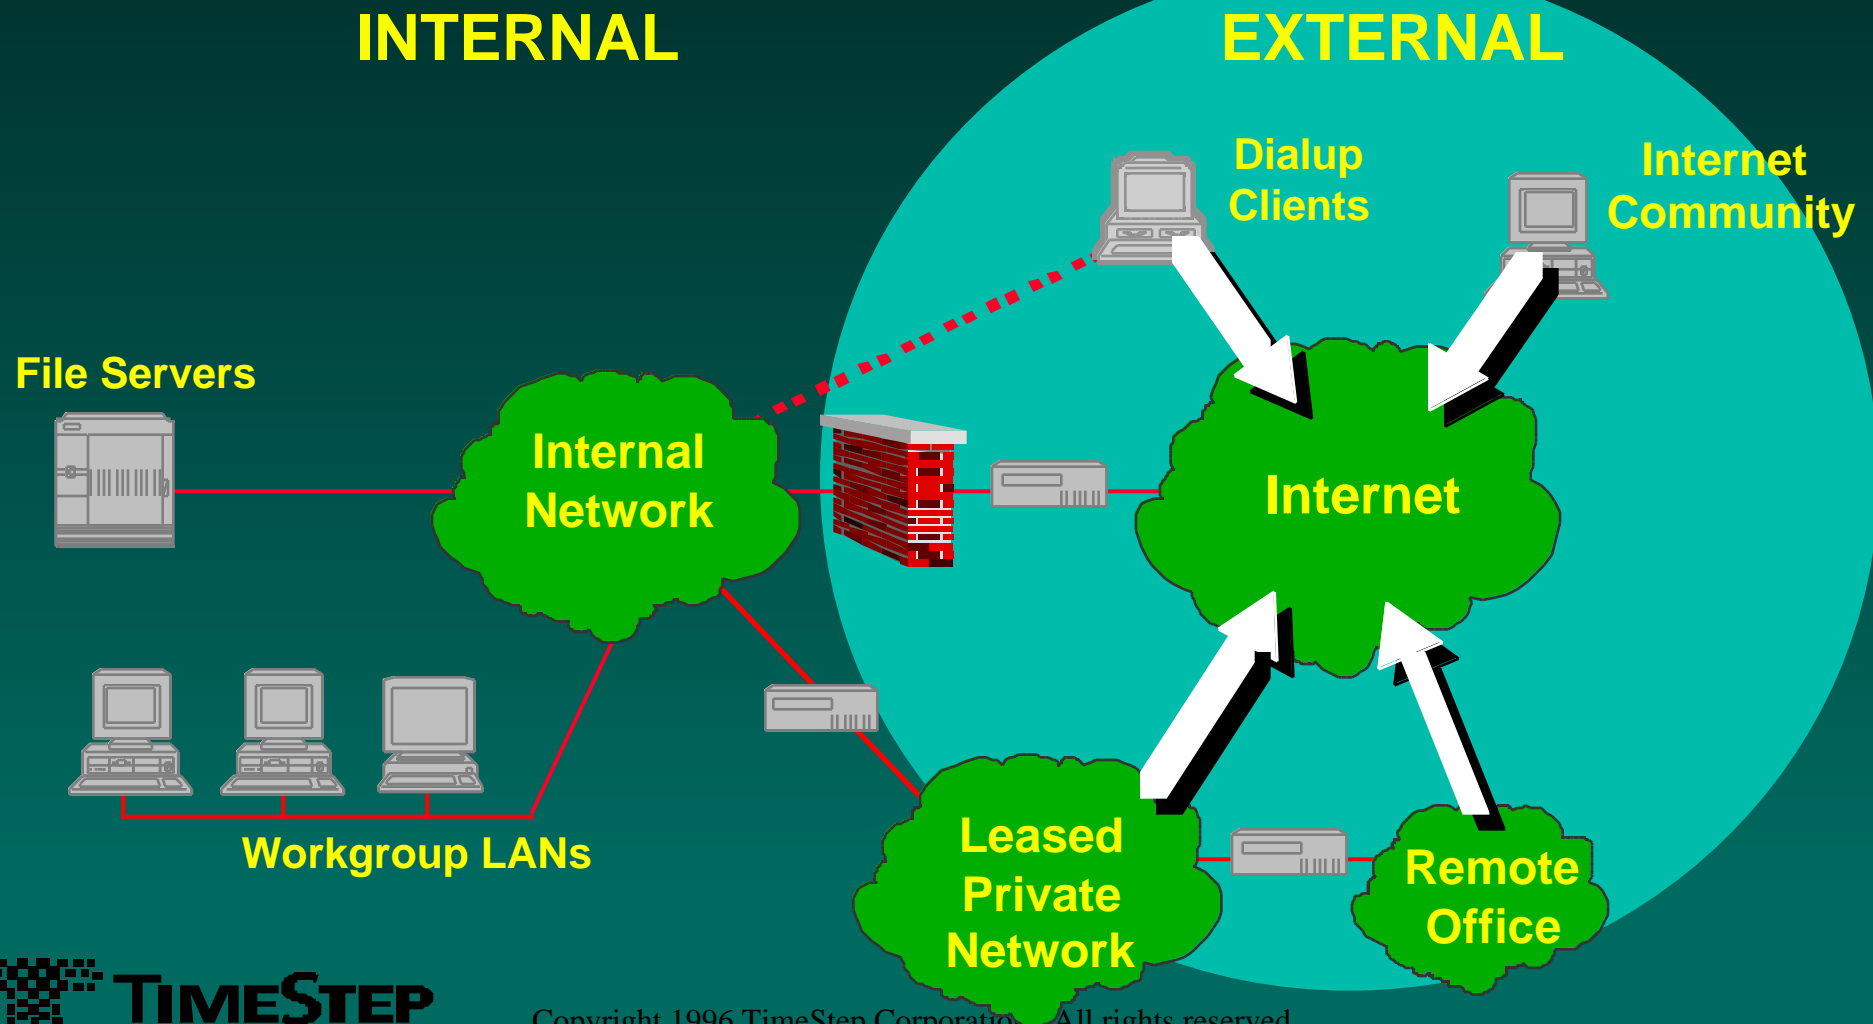 INTERNAL
EXTERNAL
Dialup
Clients
Internet
Community
File Servers
Internal
Network
Internet
Workgroup LANs
Leased
Private
Network
Remote
Office
TIMESTEP
Copyright 1996 TimeStep Corporatio All rights reserved